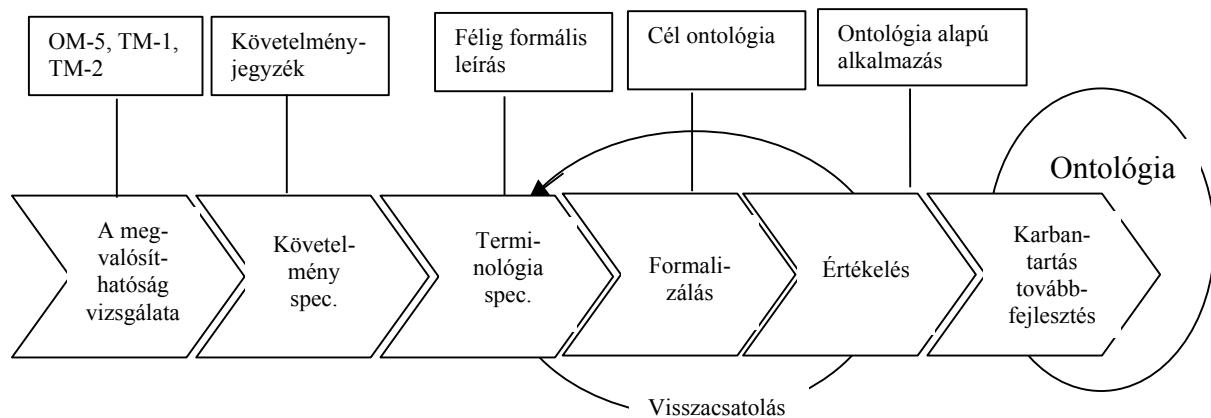 OM-5, TM-1,
TM-2
Követelmény-
jegyzék
Félig formális
leírás
Cél ontológia
Ontológia alapú
alkalmazás
Ontológia
A meg-
valósít-
hatóság
vizsgálata
Követel-
mény
spec.
Termi-
nológia
spec.
Formali-
zálás
Értékelés
Karban-
tartás
tovább-
fejlesztés
Visszacsatolás